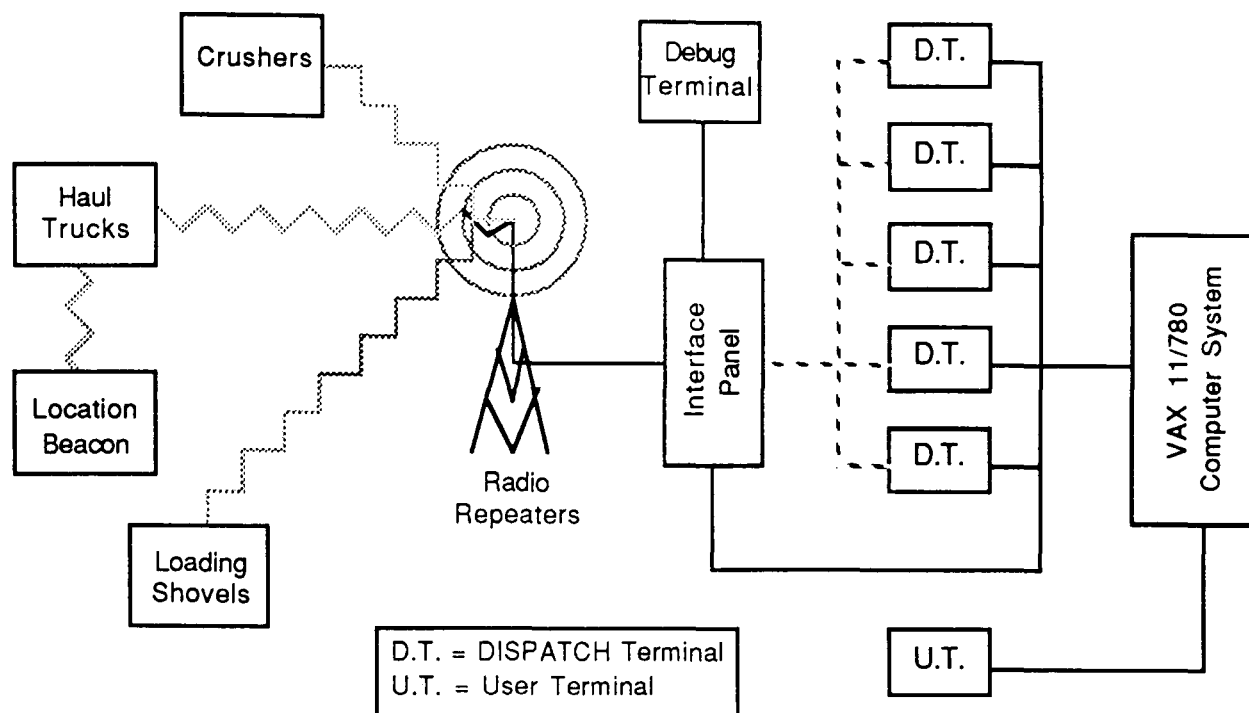 Crushers
Debug
Terminal
D.T.
D.T.
Haul
Trucks
D.T.
Interface
Panel
VAX 11/780
Computer System
D.T.
Location
Beacon
D.T.
Radio
Repeaters
Loading
Shovels
D.T. = DISPATCH Terminal
U.T. = User Terminal
U.T.